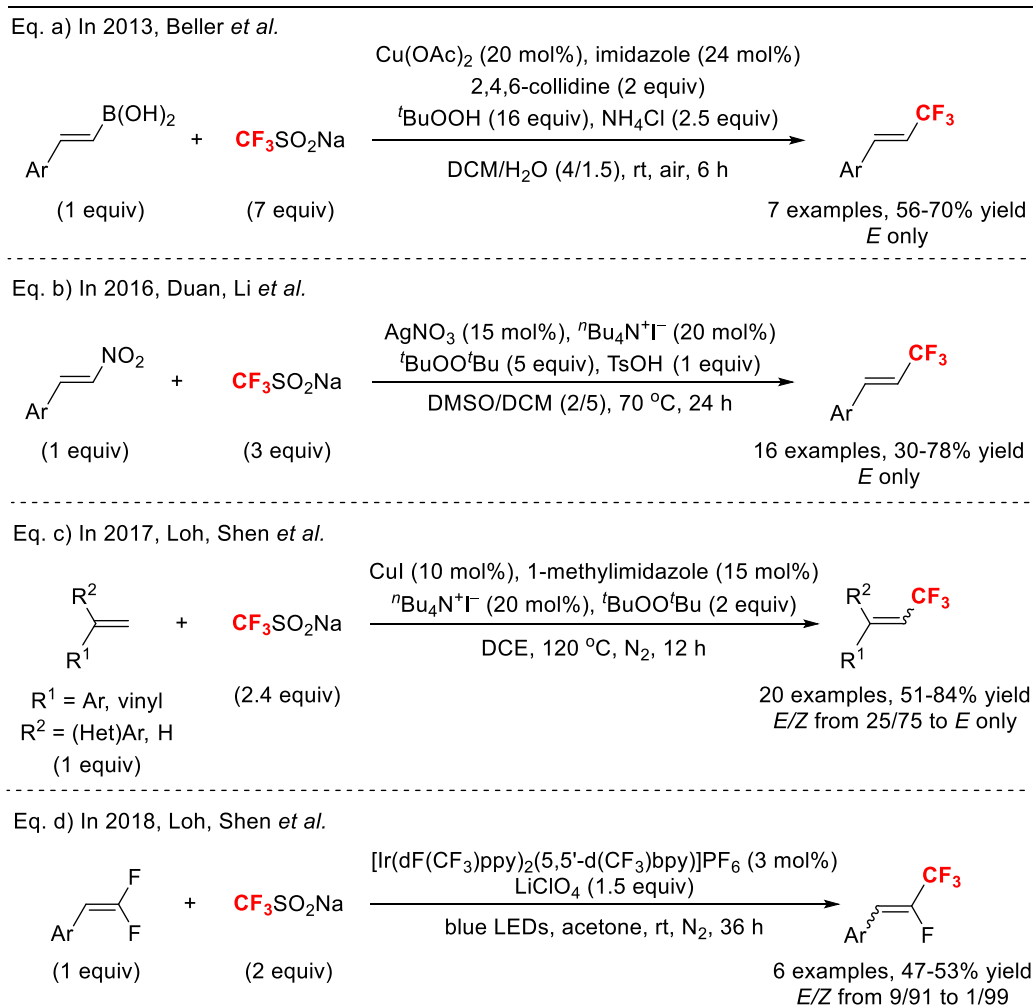 Eq. a) In 2013, Beller et al.
Cu(OAc)2 (20 mol%), imidazole (24 mol%)
2,4,6-collidine (2 equiv)
tBuOOH (16 equiv), NH4Cl (2.5 equiv)
DCM/H2O (4/1.5), rt, air, 6 h
B(OH)2
Ar
+
CF3SO2Na
CF3
Ar
(1 equiv)
(7 equiv)
7 examples, 56-70% yield
E only
Eq. b) In 2016, Duan, Li et al.
AgNO3 (15 mol%), nBu4N+I– (20 mol%)
tBuOOtBu (5 equiv), TsOH (1 equiv)
DMSO/DCM (2/5), 70 oC, 24 h
NO2
Ar
+
CF3SO2Na
CF3
Ar
(1 equiv)
(3 equiv)
16 examples, 30-78% yield
E only
Eq. c) In 2017, Loh, Shen et al.
CuI (10 mol%), 1-methylimidazole (15 mol%)
nBu4N+I– (20 mol%), tBuOOtBu (2 equiv)
DCE, 120 oC, N2, 12 h
R2
R1
+
CF3SO2Na
R2
CF3
R1
R1 = Ar, vinyl
R2 = (Het)Ar, H
(1 equiv)
(2.4 equiv)
20 examples, 51-84% yield
E/Z from 25/75 to E only
Eq. d) In 2018, Loh, Shen et al.
[Ir(dF(CF3)ppy)2(5,5'-d(CF3)bpy)]PF6 (3 mol%)
LiClO4 (1.5 equiv)
blue LEDs, acetone, rt, N2, 36 h
F
Ar
F
+
CF3SO2Na
CF3
Ar
F
(1 equiv)
(2 equiv)
6 examples, 47-53% yield
E/Z from 9/91 to 1/99